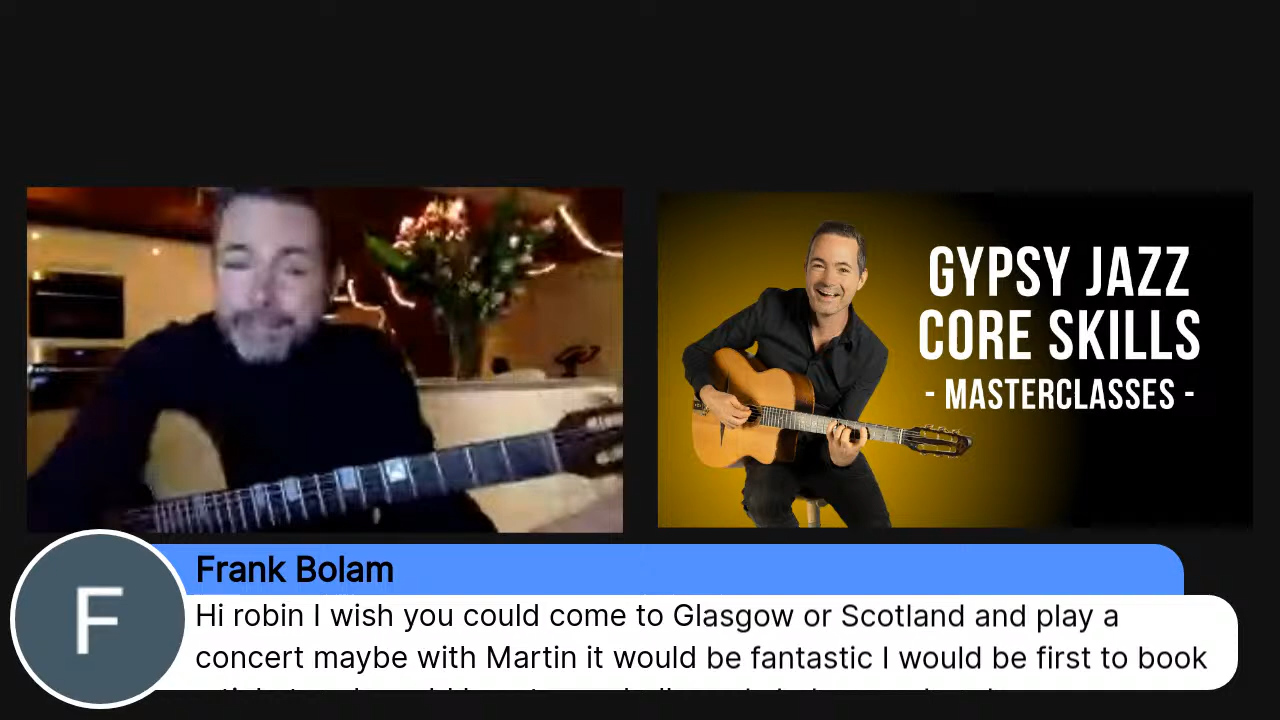 GYPSY JAZZ
CORE SKILLS
- MASTERCLASSES -
F
Frank Bolam
Hi robin I wish you could come to Glasgow or Scotland and play a
concert maybe with Martin it would be fantastic I would be first to book